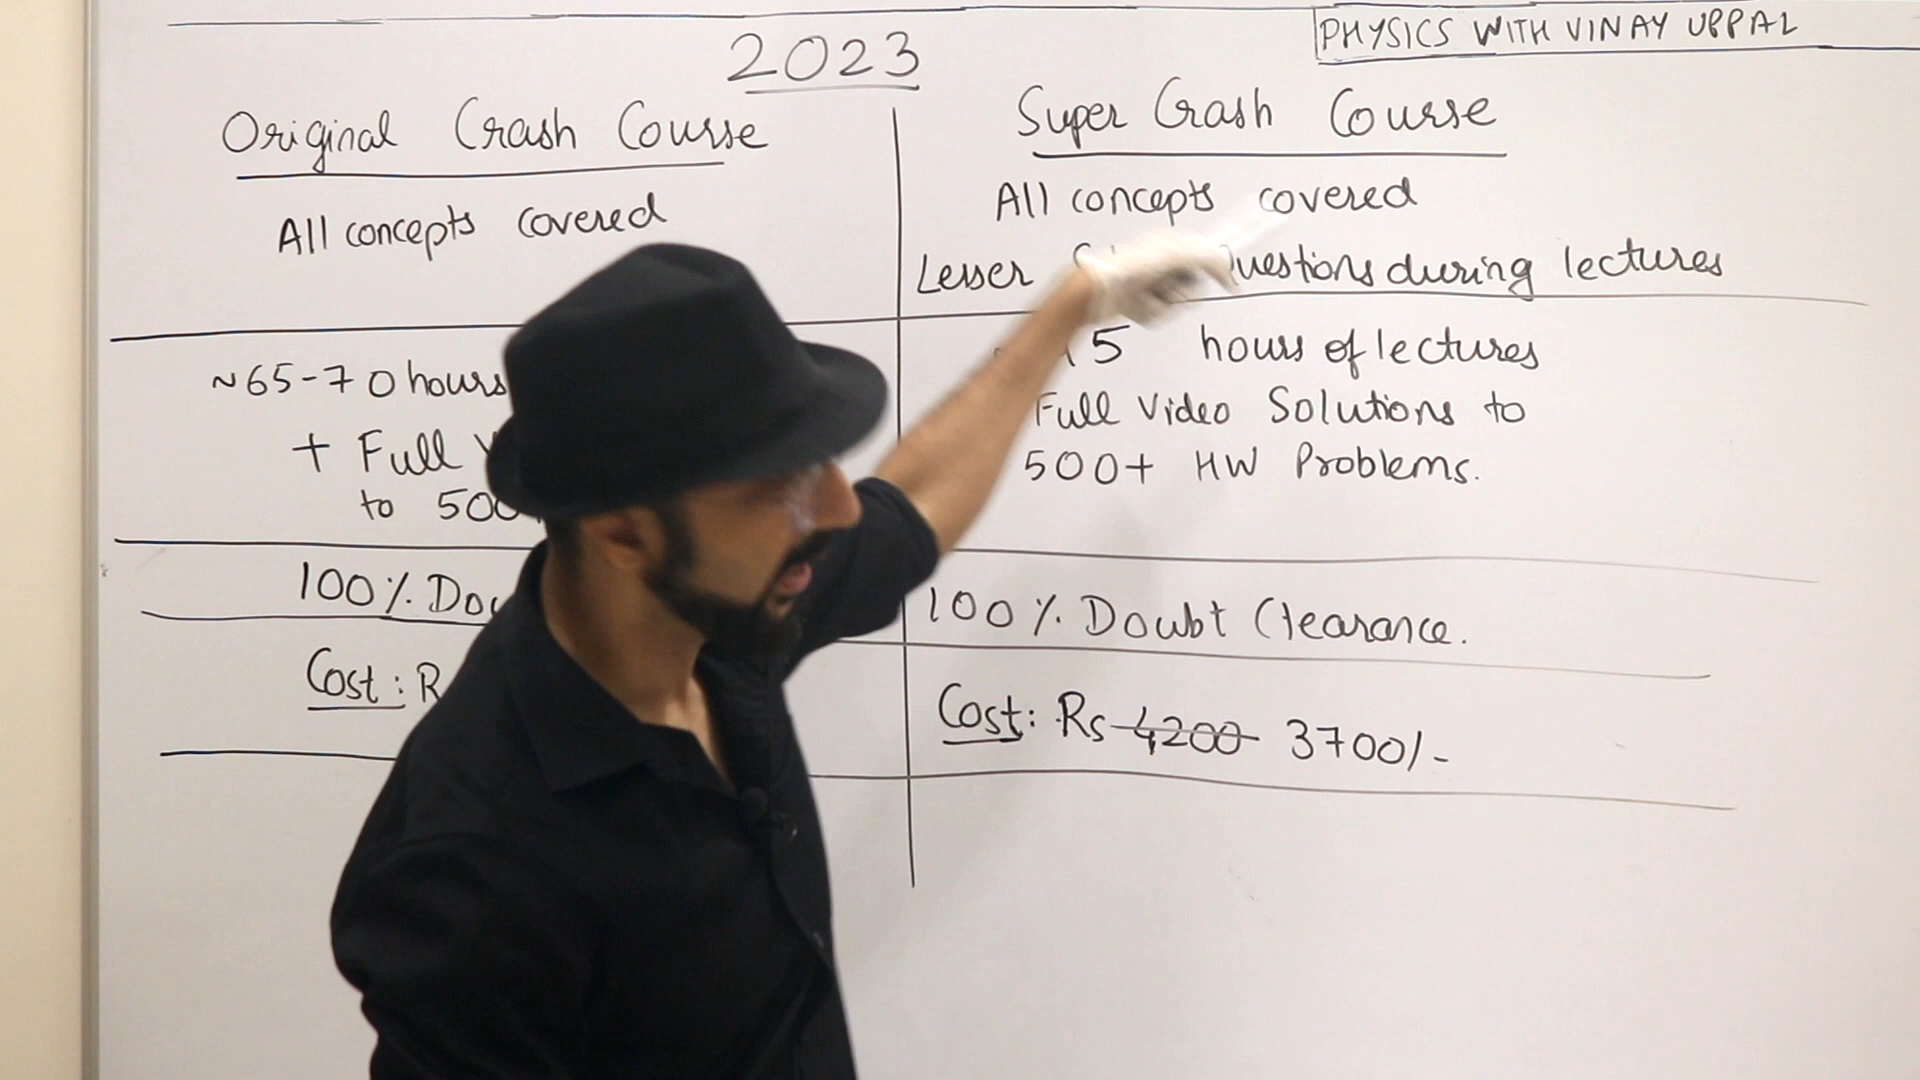 PHYSICS WITH VINAY UPPAL
2023
Original Crash Course
All concepts covered
~65-70 hours
+ Full
to 500
100% Dou
Cost: R
Super Crash Course
All concepts covered
Lesser Questions during lectures
5 hours of lectures
Full Video Solutions to
500+ HW Problems.
100% Doubt Clearance.
Cost: Rs 4200 3700/-